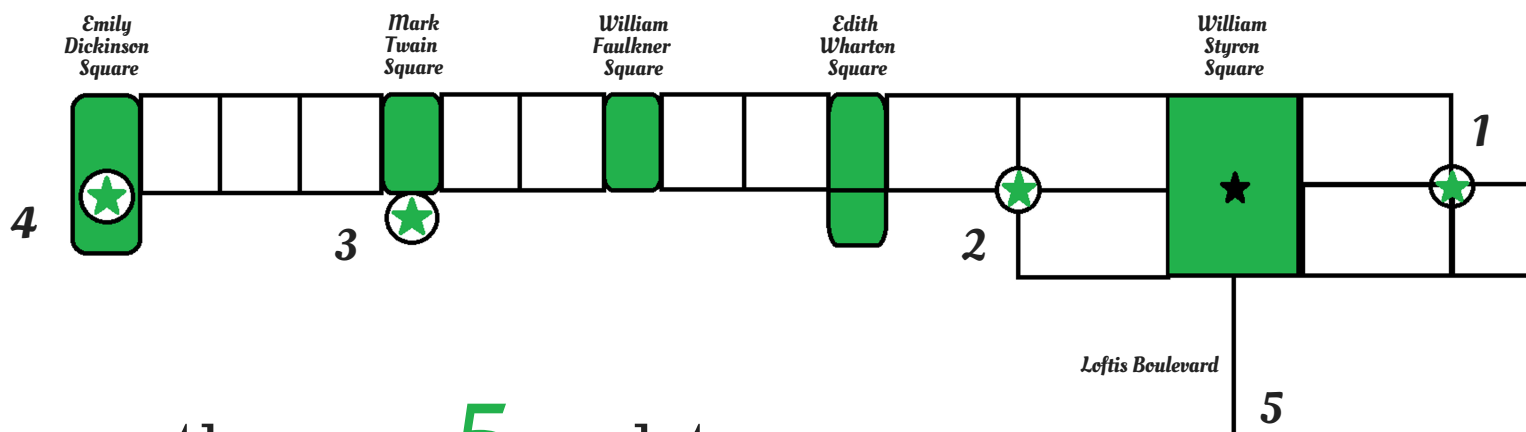 Emily
Dickinson
Square
Mark
Twain
Square
William
Faulkner
Square
Edith
Wharton
Square
William
Styron
Square
1
4
3
2
Loftis Boulevard
5
5